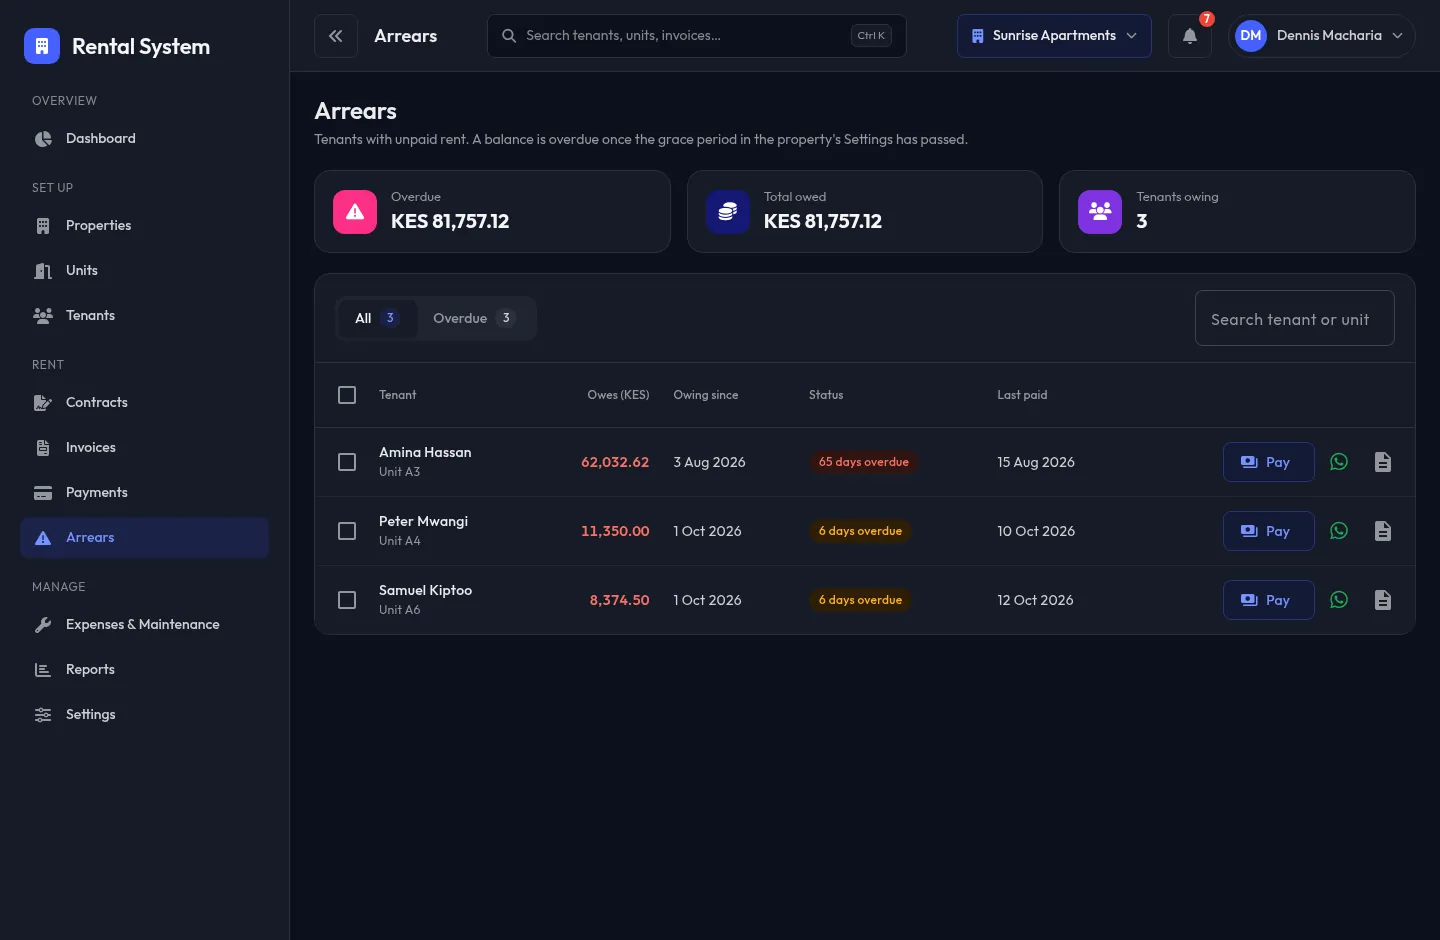 Rental System
OVERVIEW
Dashboard
SET UP
Properties
Units
Tenants
RENT
Contracts
Invoices
Payments
Arrears
MANAGE
Expenses & Maintenance
Reports
Settings
Arrears
Search tenants, units, invoices...
Ctrl K
Sunrise Apartments
7
DM
Dennis Macharia
Arrears
Tenants with unpaid rent. A balance is overdue once the grace period in the property's Settings has passed.
Overdue
KES 81,757.12
Total owed
KES 81,757.12
Tenants owing
3
All 3
Overdue 3
Search tenant or unit
Tenant Owes (KES) Owing since Status Last paid
Amina Hassan
Unit A3
62,032.62 3 Aug 2026 65 days overdue 15 Aug 2026 Pay
Peter Mwangi
Unit A4
11,350.00 1 Oct 2026 6 days overdue 10 Oct 2026 Pay
Samuel Kiptoo
Unit A6
8,374.50 1 Oct 2026 6 days overdue 12 Oct 2026 Pay